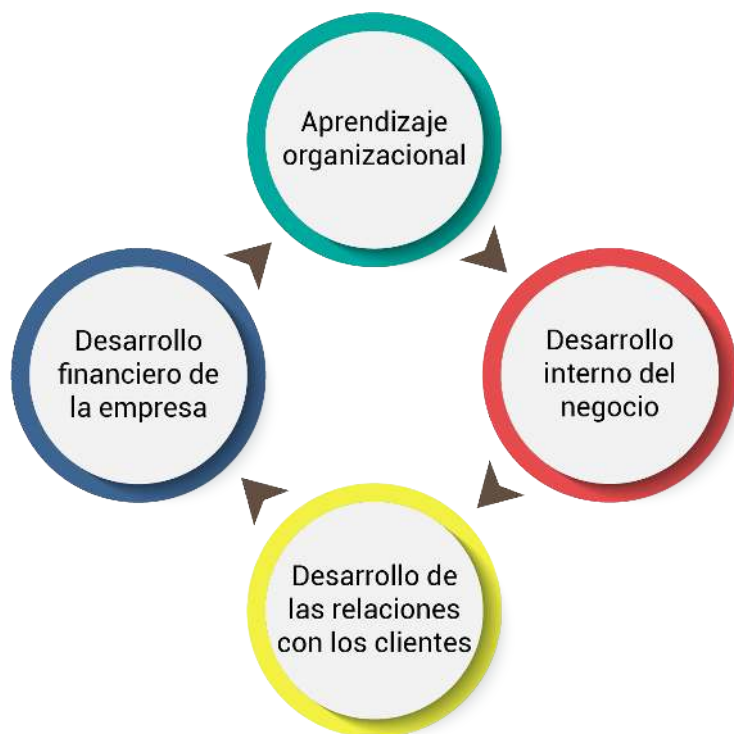 Aprendizaje
organizacional
Desarrollo
financiero de
la empresa
Desarrollo
interno del
negocio
Desarrollo de
las relaciones
con los clientes